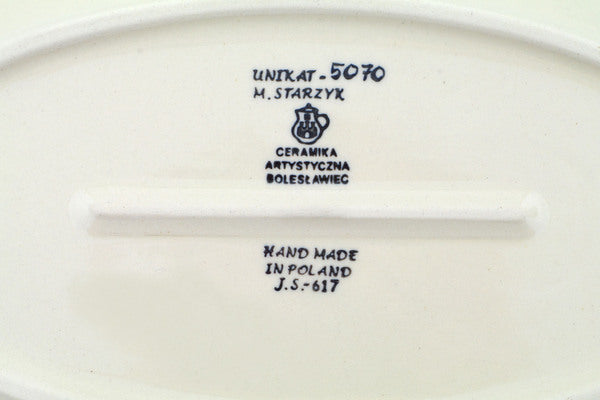 UNIKAT - 5070
M. STARZYK
CERAMIKA
ARTYSTYCZNA
BOLESŁAWIEC
HAND MADE
IN POLAND
J.S.-617